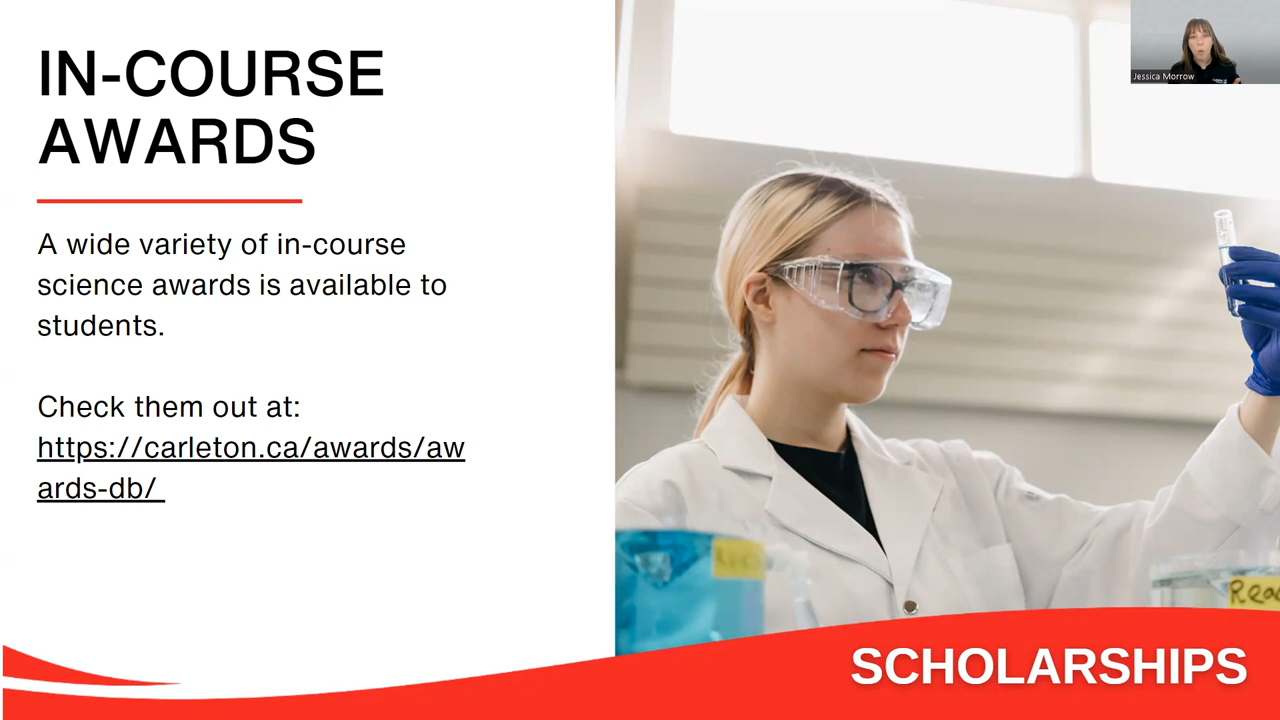 IN-COURSE
AWARDS
A wide variety of in-course
science awards is available to
students.
Check them out at:
https://carleton.ca/awards/aw
ards-db/
Jessica Morrow
SCHOLARSHIPS